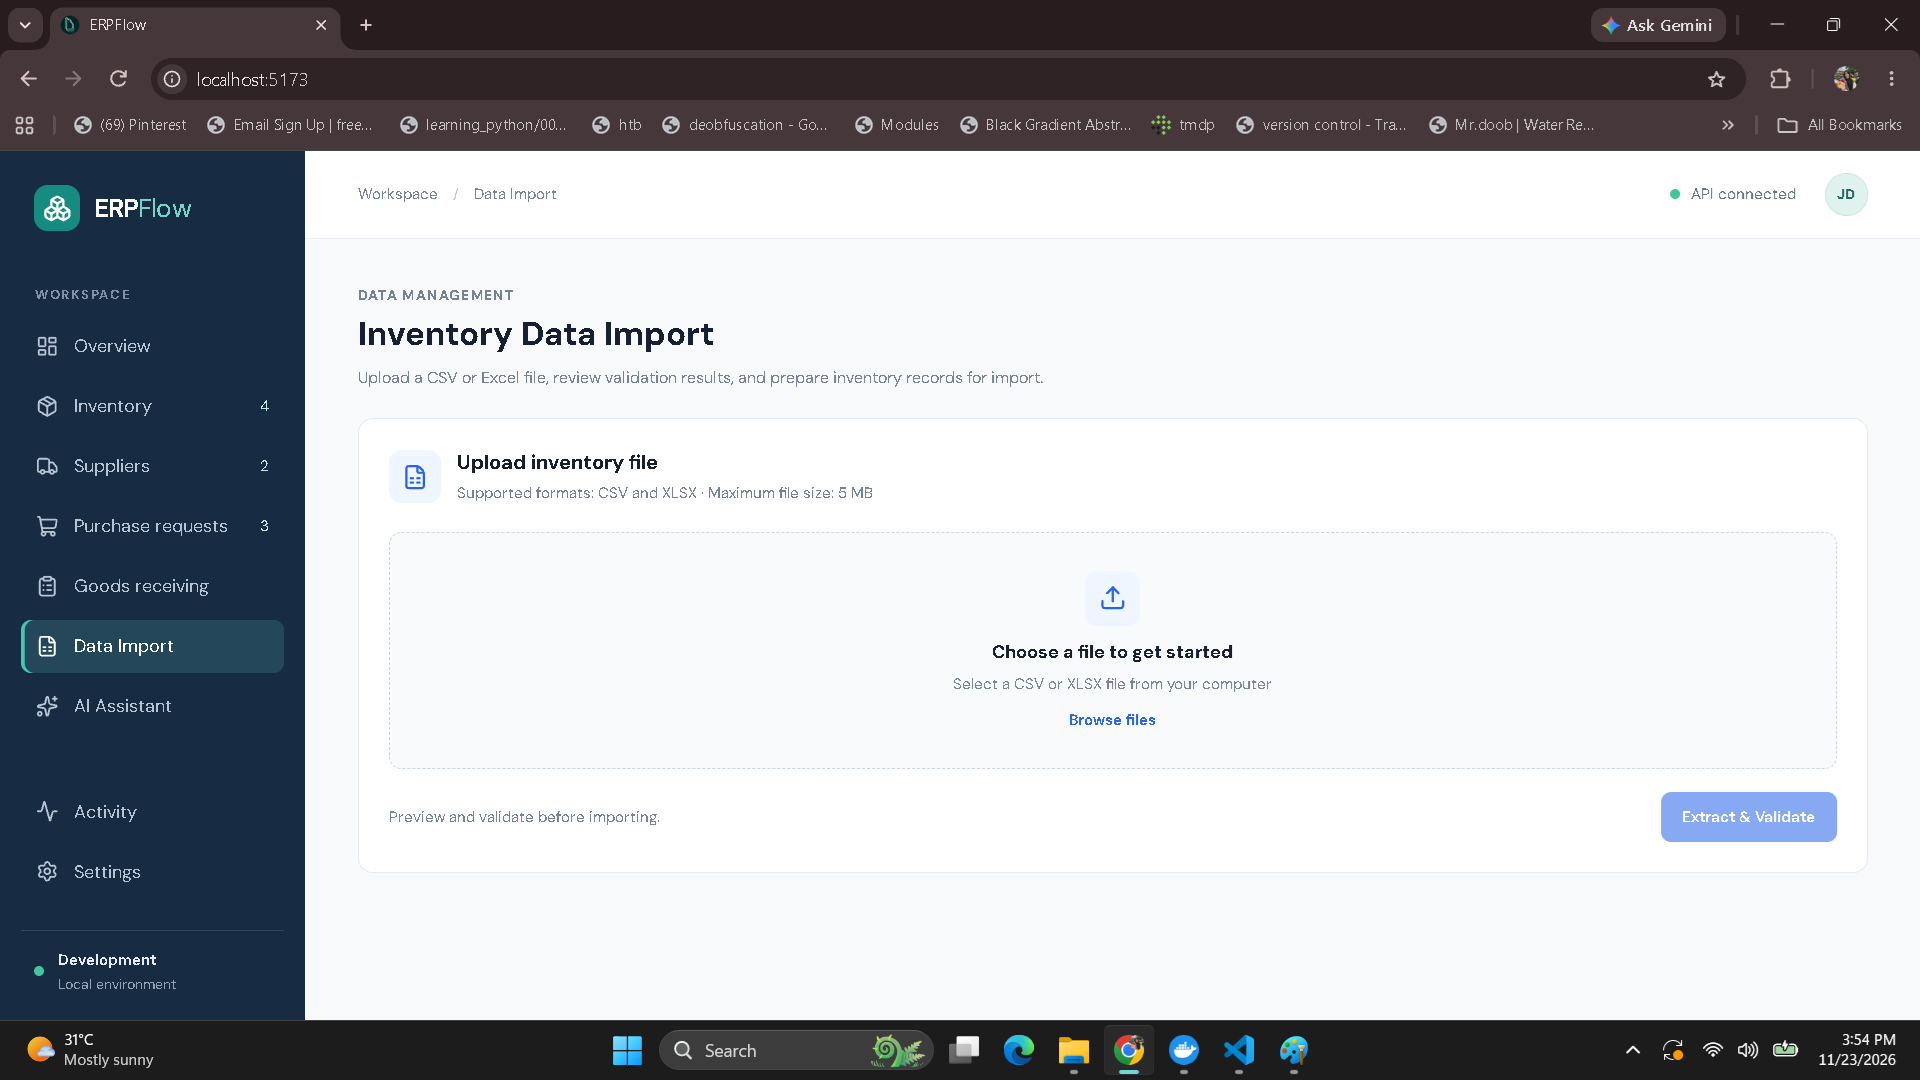 ERPFlow
Ask Gemini
localhost:5173
(69) Pinterest
Email Sign Up | free...
learning_python/00...
htb
deobfuscation - Go...
Modules
Black Gradient Abstr...
tmdp
version control - Tra...
Mr.doob | Water Re...
All Bookmarks
ERPFlow
WORKSPACE
Overview
Inventory 4
Suppliers 2
Purchase requests 3
Goods receiving
Data Import
AI Assistant
Activity
Settings
Development
Local environment
Workspace / Data Import
API connected
JD
DATA MANAGEMENT
Inventory Data Import
Upload a CSV or Excel file, review validation results, and prepare inventory records for import.
Upload inventory file
Supported formats: CSV and XLSX · Maximum file size: 5 MB
Choose a file to get started
Select a CSV or XLSX file from your computer
Browse files
Preview and validate before importing.
Extract & Validate
31°C
Mostly sunny
Search
3:54 PM
11/23/2026